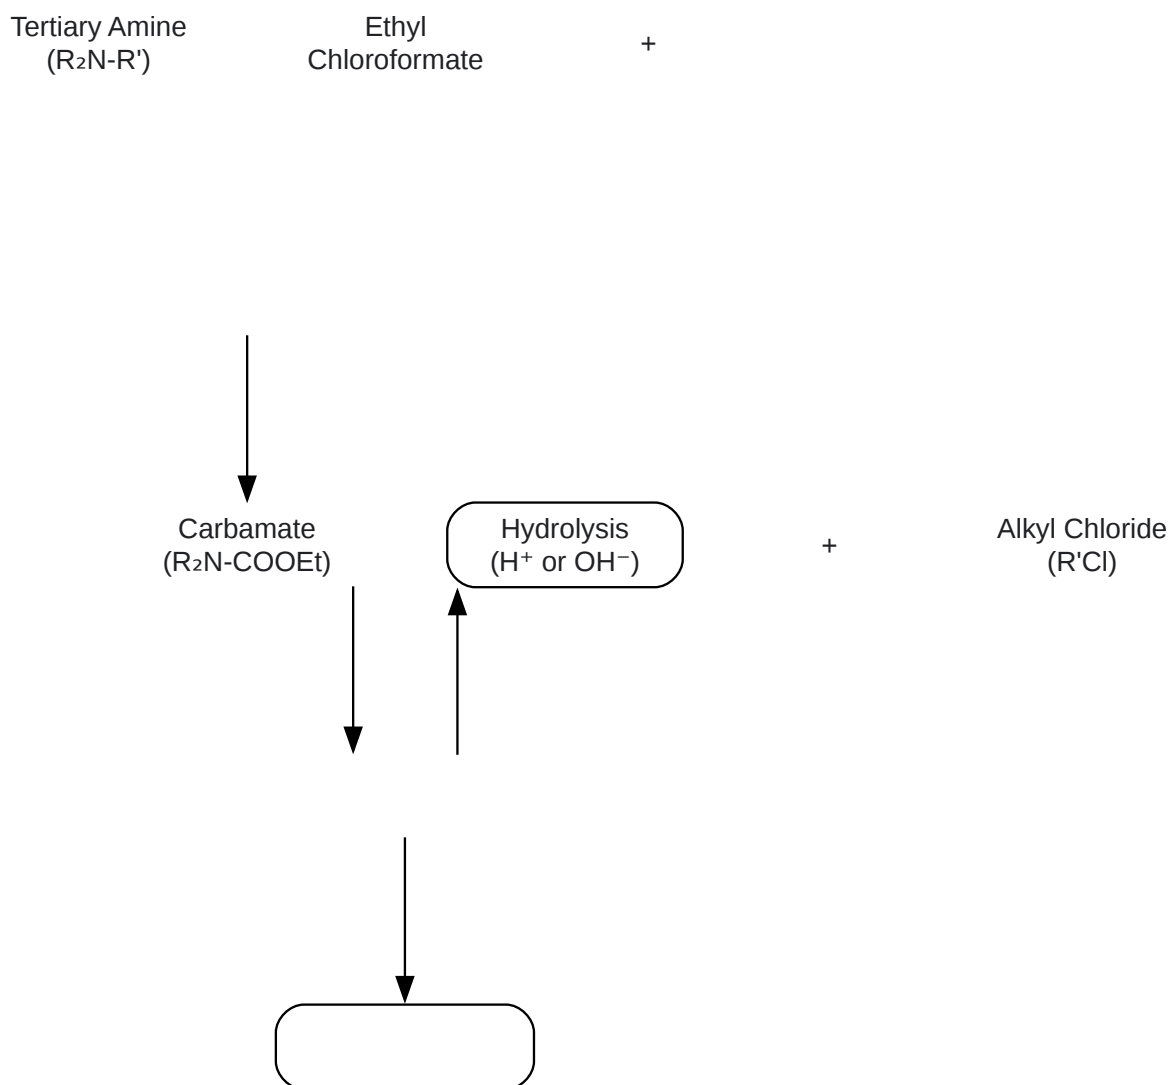 Tertiary Amine
(R₂N-R')
Ethyl
Chloroformate
+
Carbamate
(R₂N-COOEt)
Hydrolysis
(H⁺ or OH⁻)
+
Alkyl Chloride
(R'Cl)